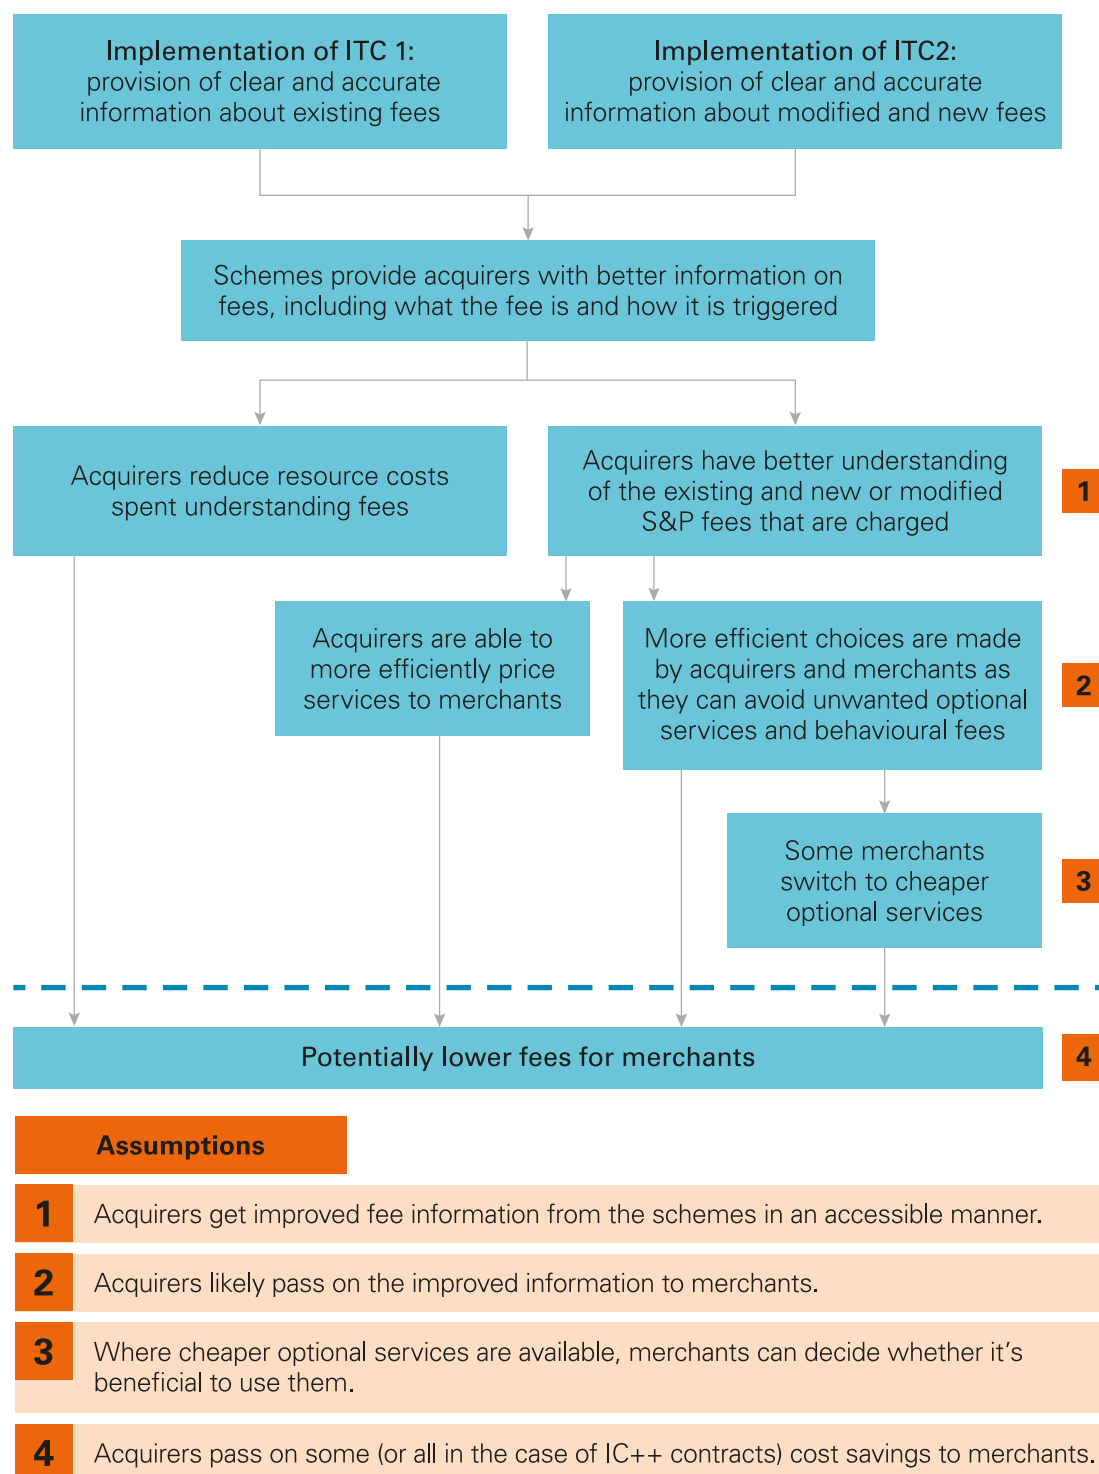 Implementation of ITC 1:
provision of clear and accurate
information about existing fees
Implementation of ITC2:
provision of clear and accurate
information about modified and new fees
Schemes provide acquirers with better information on
fees, including what the fee is and how it is triggered
Acquirers reduce resource costs
spent understanding fees
Acquirers have better understanding
of the existing and new or modified
S&P fees that are charged
1
Acquirers are able to
more efficiently price
services to merchants
More efficient choices are made
by acquirers and merchants as
they can avoid unwanted optional
services and behavioural fees
2
Some merchants
switch to cheaper
optional services
3
Potentially lower fees for merchants
4
Assumptions
1 Acquirers get improved fee information from the schemes in an accessible manner.
2 Acquirers likely pass on the improved information to merchants.
3 Where cheaper optional services are available, merchants can decide whether it's
beneficial to use them.
4 Acquirers pass on some (or all in the case of IC++ contracts) cost savings to merchants.